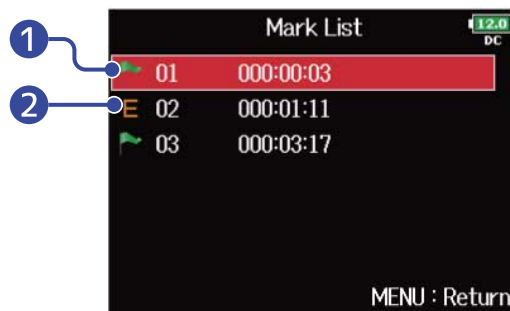 Mark List
12.0
DC
1
01 000:00:03
2
E 02 000:01:11
03 000:03:17
MENU : Return